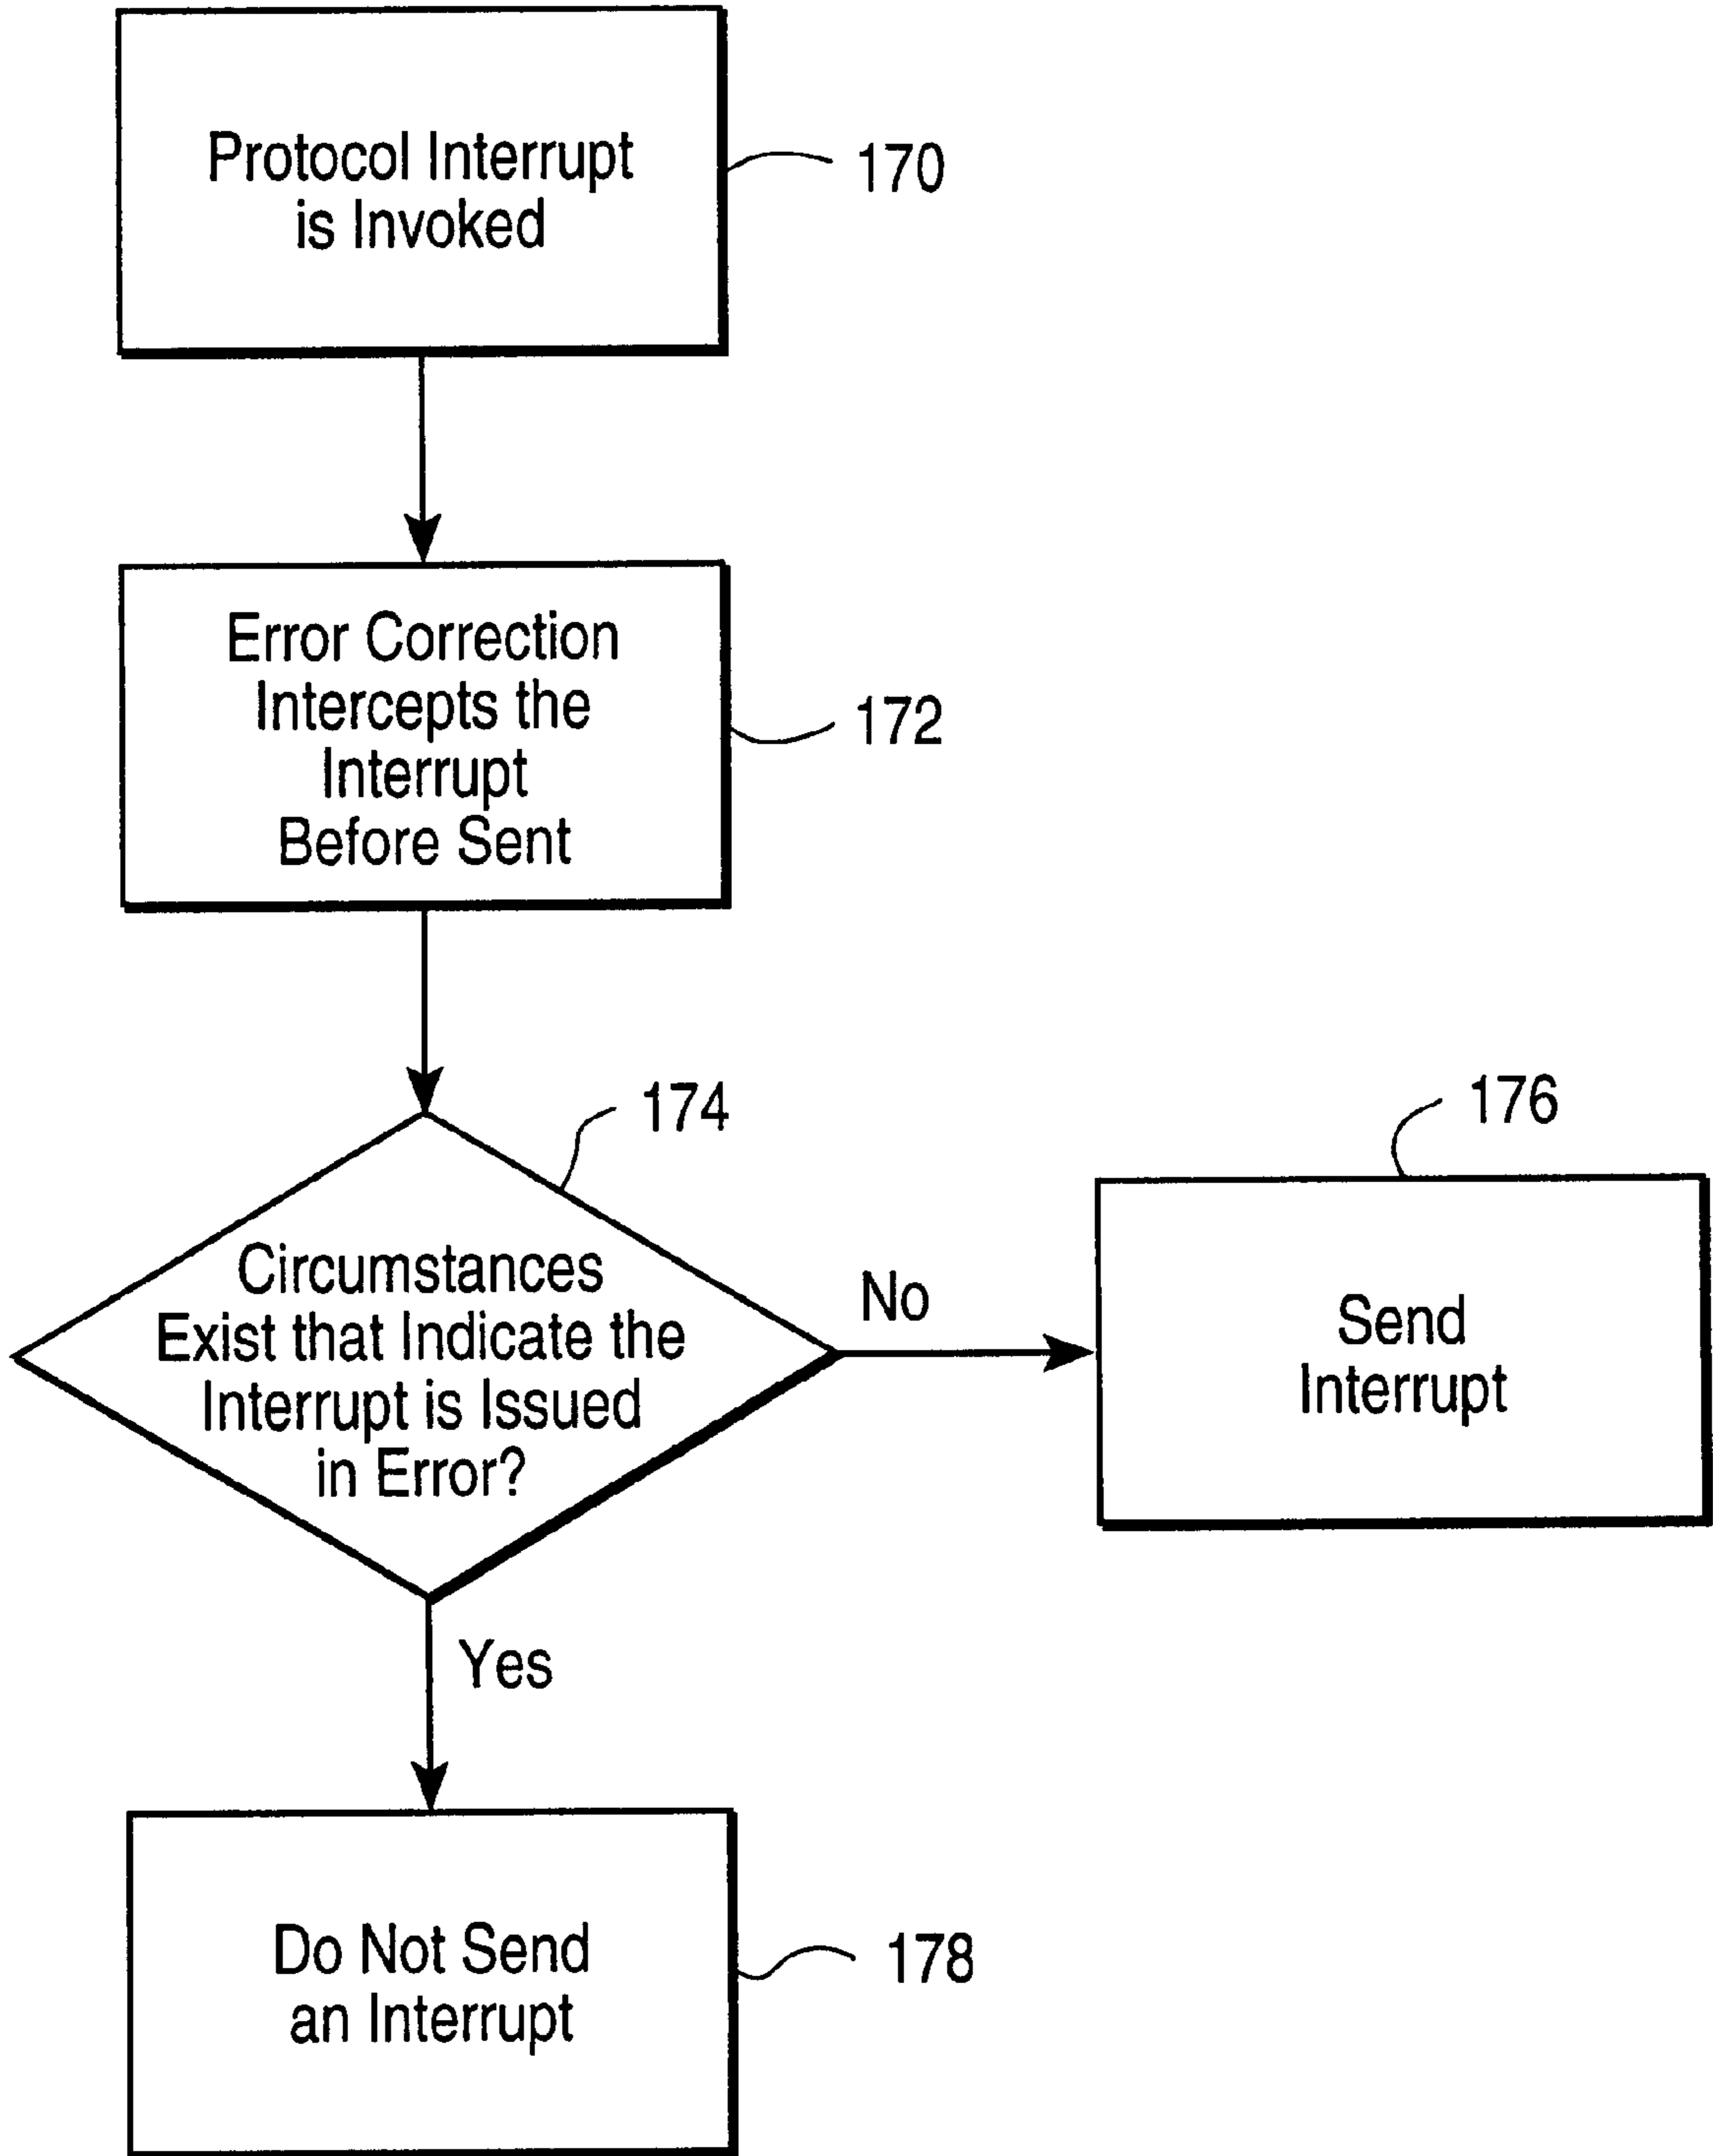 Protocol Interrupt
is Invoked
170
Error Correction
Intercepts the
Interrupt
Before Sent
172
174
Circumstances
Exist that Indicate the
Interrupt is Issued
in Error?
No
176
Send
Interrupt
Yes
Do Not Send
an Interrupt
178